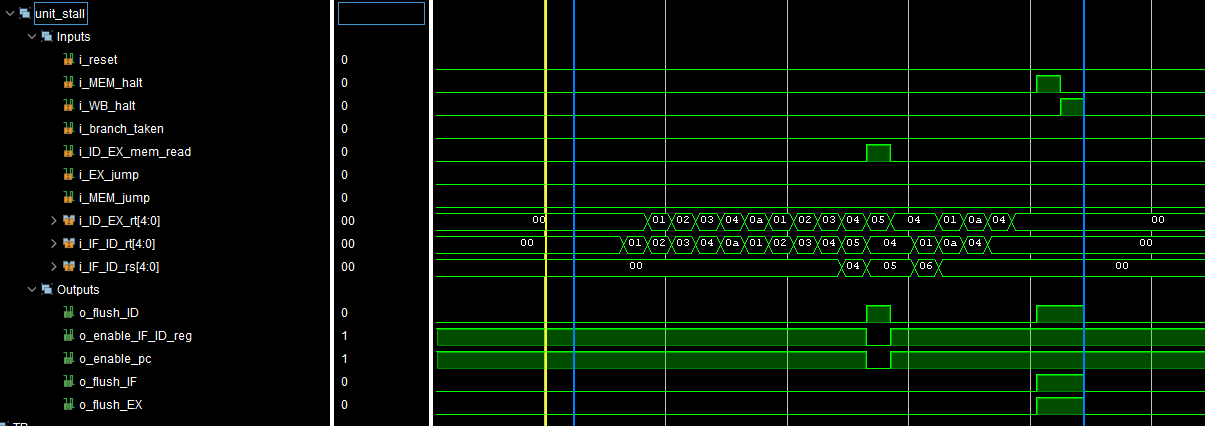 unit_stall
Inputs
i_reset 0
i_MEM_halt 0
i_WB_halt 0
i_branch_taken 0
i_ID_EX_mem_read 0
i_EX_jump 0
i_MEM_jump 0
i_ID_EX_rt[4:0] 00 00 01 02 03 04 0a 01 02 03 04 05 04 01 0a 04 00
i_IF_ID_rt[4:0] 00 00 01 02 03 04 0a 01 02 03 04 05 04 01 0a 04 00
i_IF_ID_rs[4:0] 00 00 04 05 06 00
Outputs
o_flush_ID 0
o_enable_IF_ID_reg 1
o_enable_pc 1
o_flush_IF 0
o_flush_EX 0